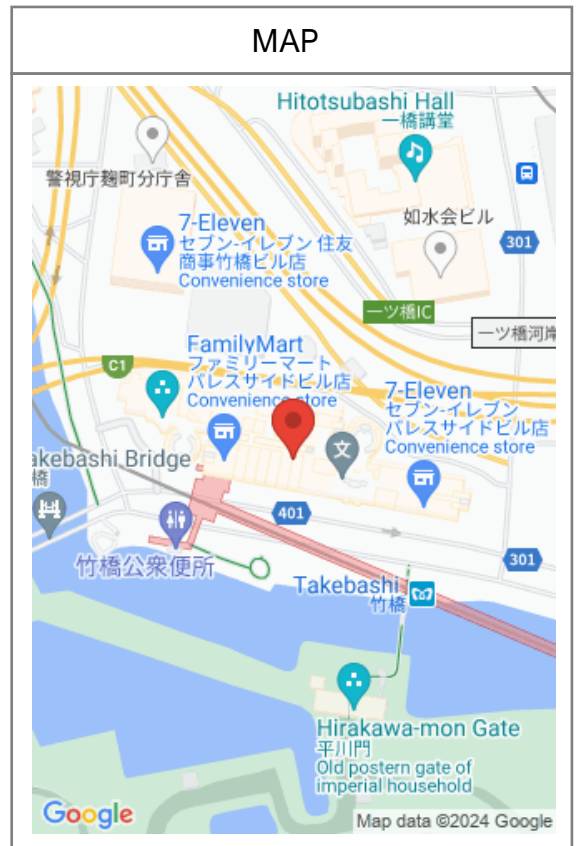 MAP
Hitotsubashi Hall
一橋講堂
警視庁麹町分庁舎
如水会ビル
7-Eleven
セブン-イレブン 住友
商事竹橋ビル店
Convenience store
301
一ツ橋IC
一ツ橋河岸
FamilyMart
ファミリーマート
パレスサイドビル店
Convenience store
C1
7-Eleven
セブン-イレブン
パレスサイドビル店
Convenience store
文
akebashi Bridge
橋
401
竹橋公衆便所
301
Takebashi
竹橋
Hirakawa-mon Gate
平川門
Old postern gate of
imperial household
Google
Map data ©2024 Google